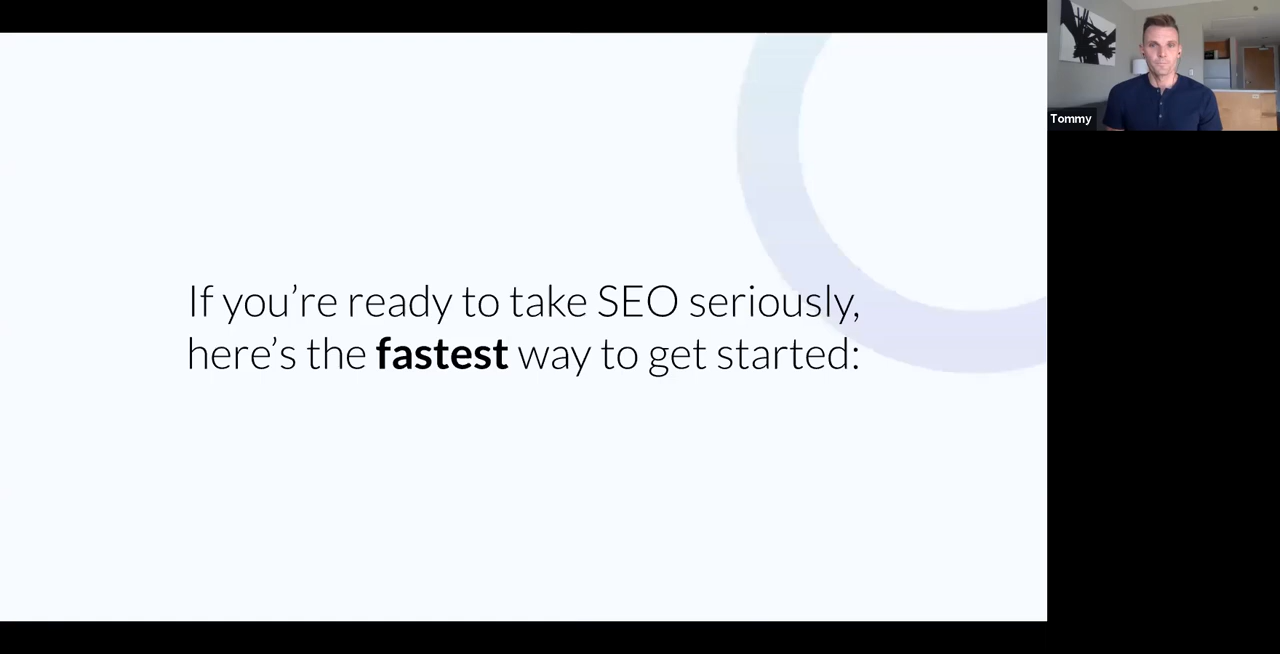 If you’re ready to take SEO seriously,
here’s the fastest way to get started:
Tommy